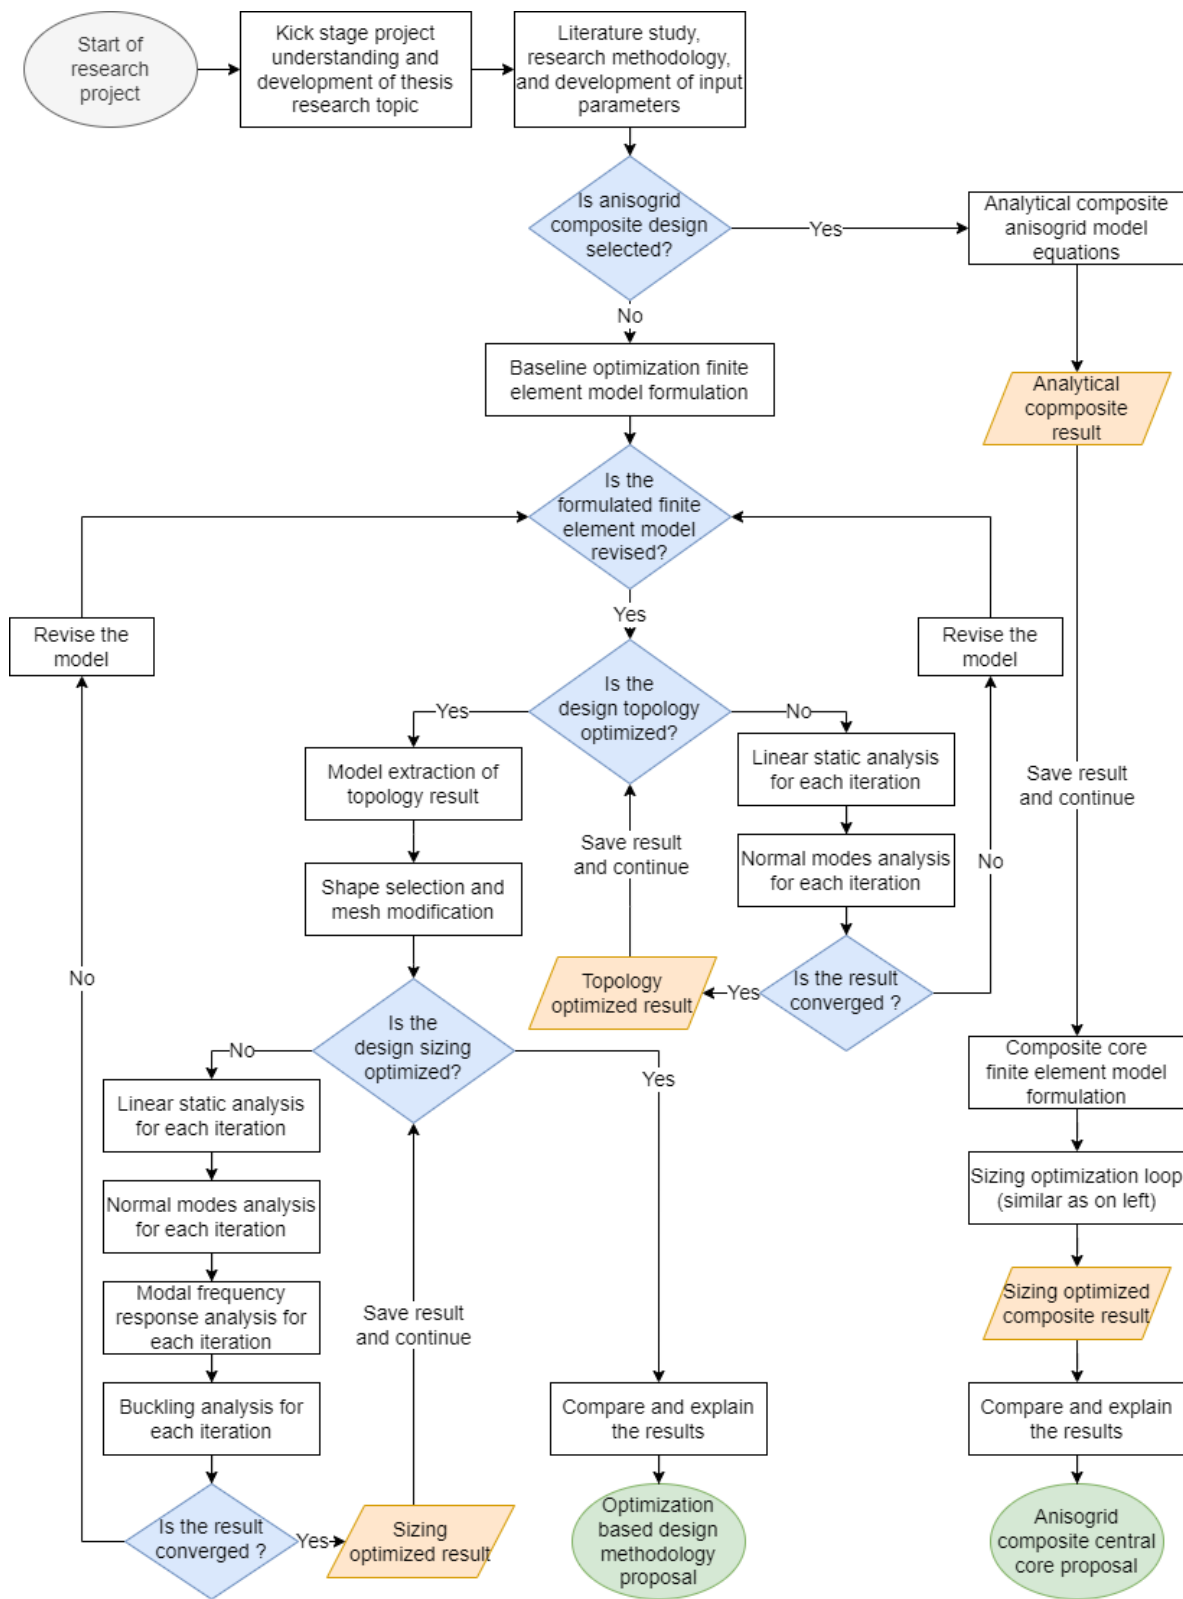 Start of
research
project
Kick stage project
understanding and
development of thesis
research topic
Literature study,
research methodology,
and development of input
parameters
Is anisogrid
composite design
selected?
Yes
Analytical composite
anisogrid model
equations
No
Baseline optimization finite
element model formulation
Analytical
copmposite
result
Is the
formulated finite
element model
revised?
Yes
Revise the
model
Revise the
model
Is the
design topology
optimized?
Yes
No
Model extraction of
topology result
Linear static analysis
for each iteration
Save result
and continue
Shape selection and
mesh modification
Save result
and continue
Normal modes analysis
for each iteration
No
No
Topology
optimized result
Yes
Is the result
converged ?
Is the
design sizing
optimized?
No
Yes
Composite core
finite element model
formulation
Linear static analysis
for each iteration
Sizing optimization loop
(similar as on left)
Normal modes analysis
for each iteration
Modal frequency
response analysis for
each iteration
Save result
and continue
Sizing optimized
composite result
Buckling analysis for
each iteration
Compare and explain
the results
Compare and explain
the results
Is the result
converged ?
Yes
Sizing
optimized result
Optimization
based design
methodology
proposal
Anisogrid
composite central
core proposal